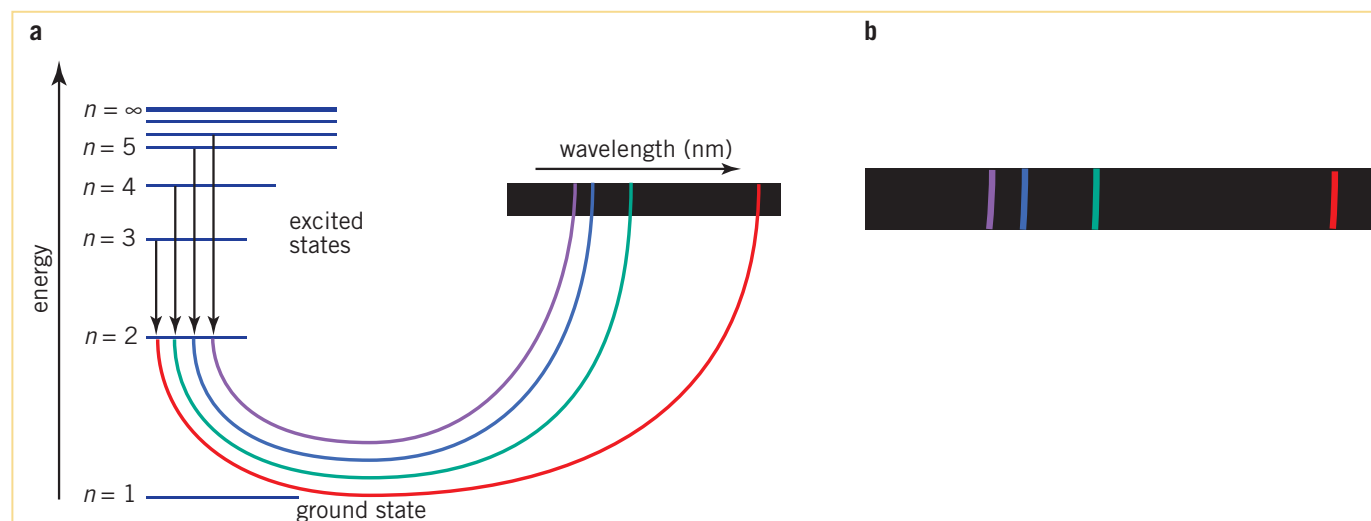 a
b
n = ∞
n = 5
n = 4
n = 3
n = 2
n = 1
energy
excited
states
ground state
wavelength (nm)